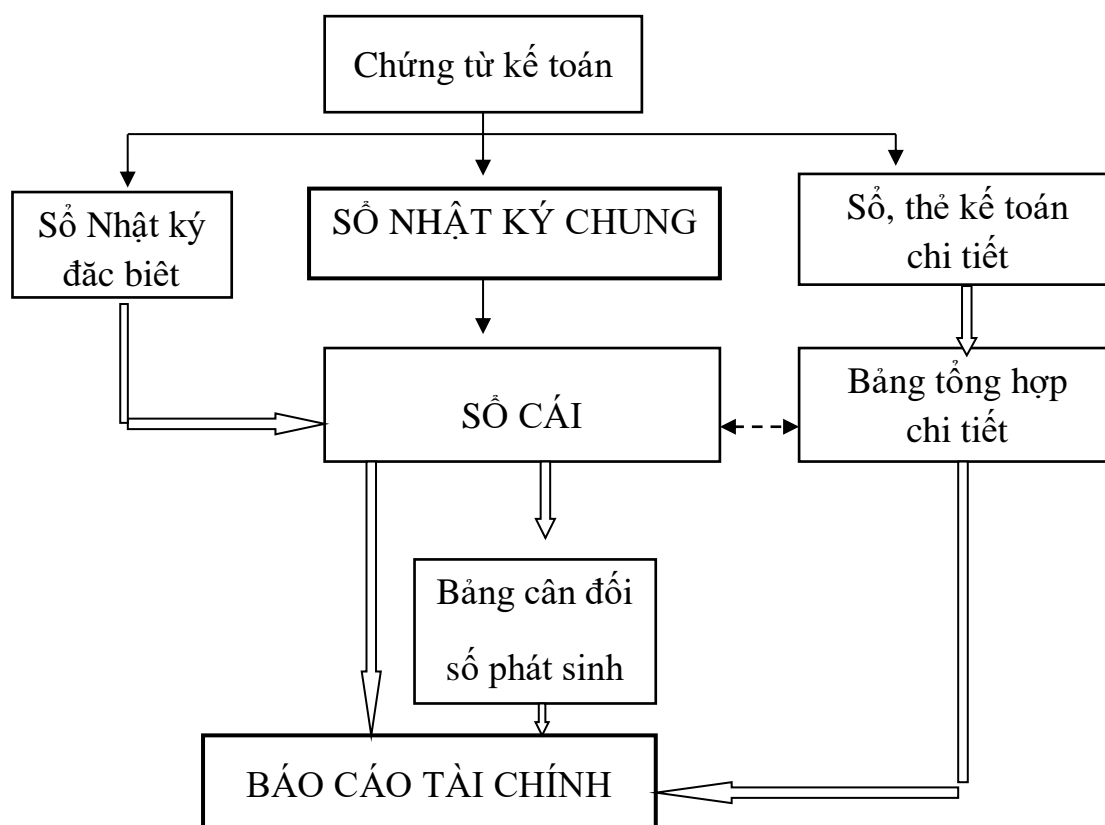 Chứng từ kế toán
Sổ Nhật ký
đăc biêt
SỔ NHẬT KÝ CHUNG
Sổ, thẻ kế toán
chi tiết
SỔ CÁI
Bảng tổng hợp
chi tiết
Bảng cân đối
số phát sinh
BÁO CÁO TÀI CHÍNH